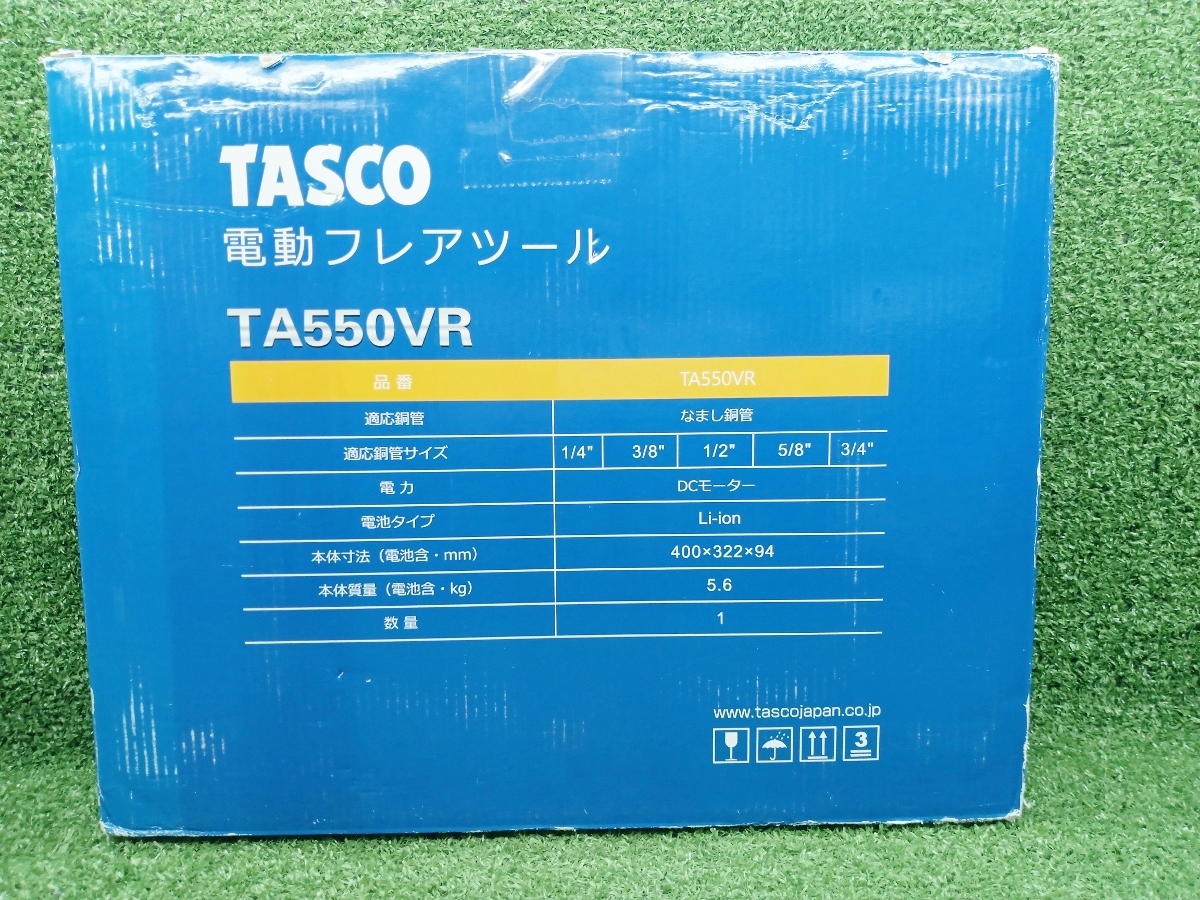 TASCO
電動フレアツール
TA550VR
品番 TA550VR
適応銅管 なまし銅管
適応銅管サイズ 1/4" 3/8" 1/2" 5/8" 3/4"
電力 DCモーター
電池タイプ Li-ion
本体寸法（電池含・mm） 400×322×94
本体質量（電池含・kg） 5.6
数量 1
www.tascojapan.co.jp
3